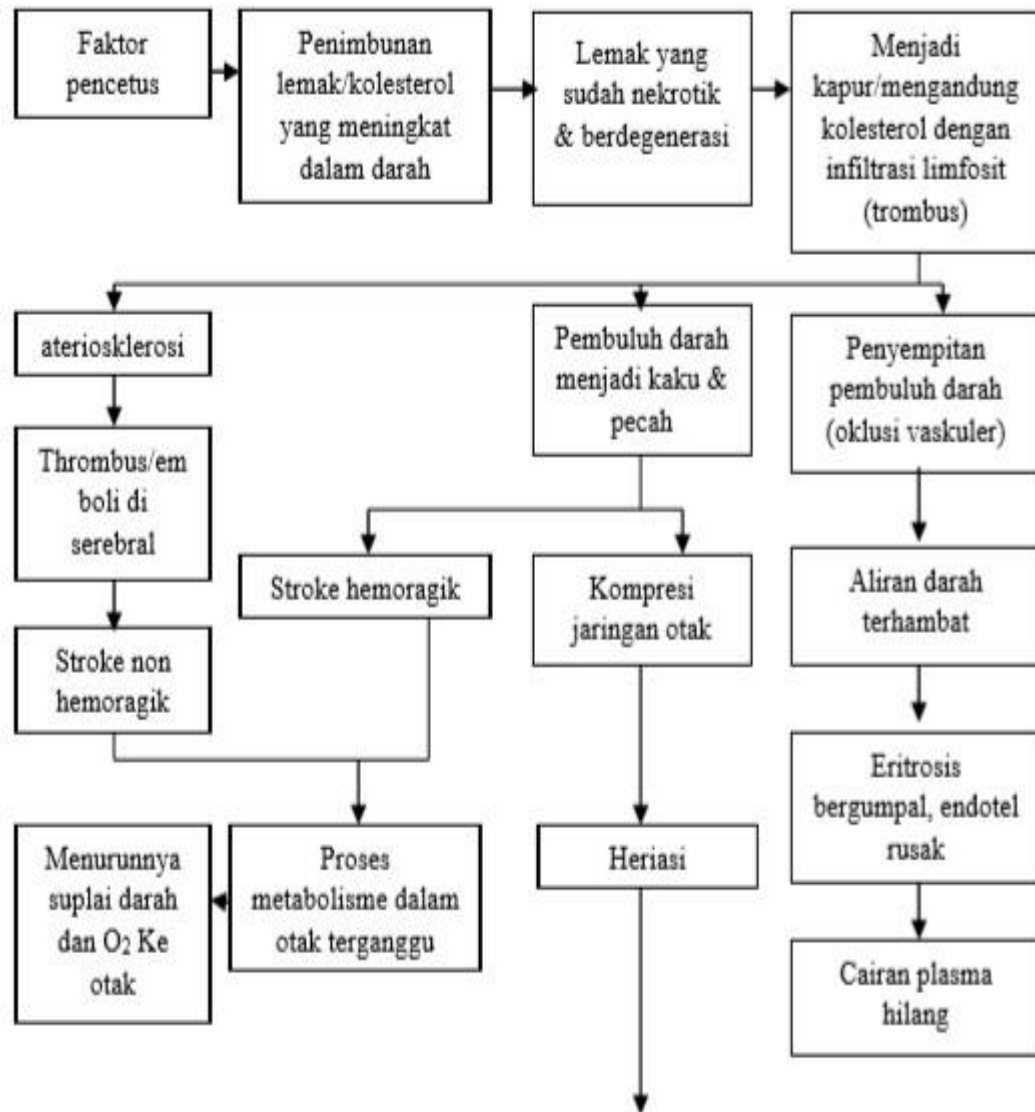 Faktor
pencetus
Penimbunan
lemak/kolesterol
yang meningkat
dalam darah
Lemak yang
sudah nekrotik
& berdegenerasi
Menjadi
kapur/mengandung
kolesterol dengan
infiltrasi limfosit
(trombus)
ateriosklerosi
Pembuluh darah
menjadi kaku &
pecah
Penyempitan
pembuluh darah
(oklusi vaskuler)
Thrombus/em
boli di
serebral
Stroke hemoragik
Kompresi
jaringan otak
Aliran darah
terhambat
Stroke non
hemoragik
Eritrosis
bergumpal, endotel
rusak
Menurunnya
suplai darah
dan O₂ Ke
otak
Proses
metabolisme dalam
otak terganggu
Heriasi
Cairan plasma
hilang